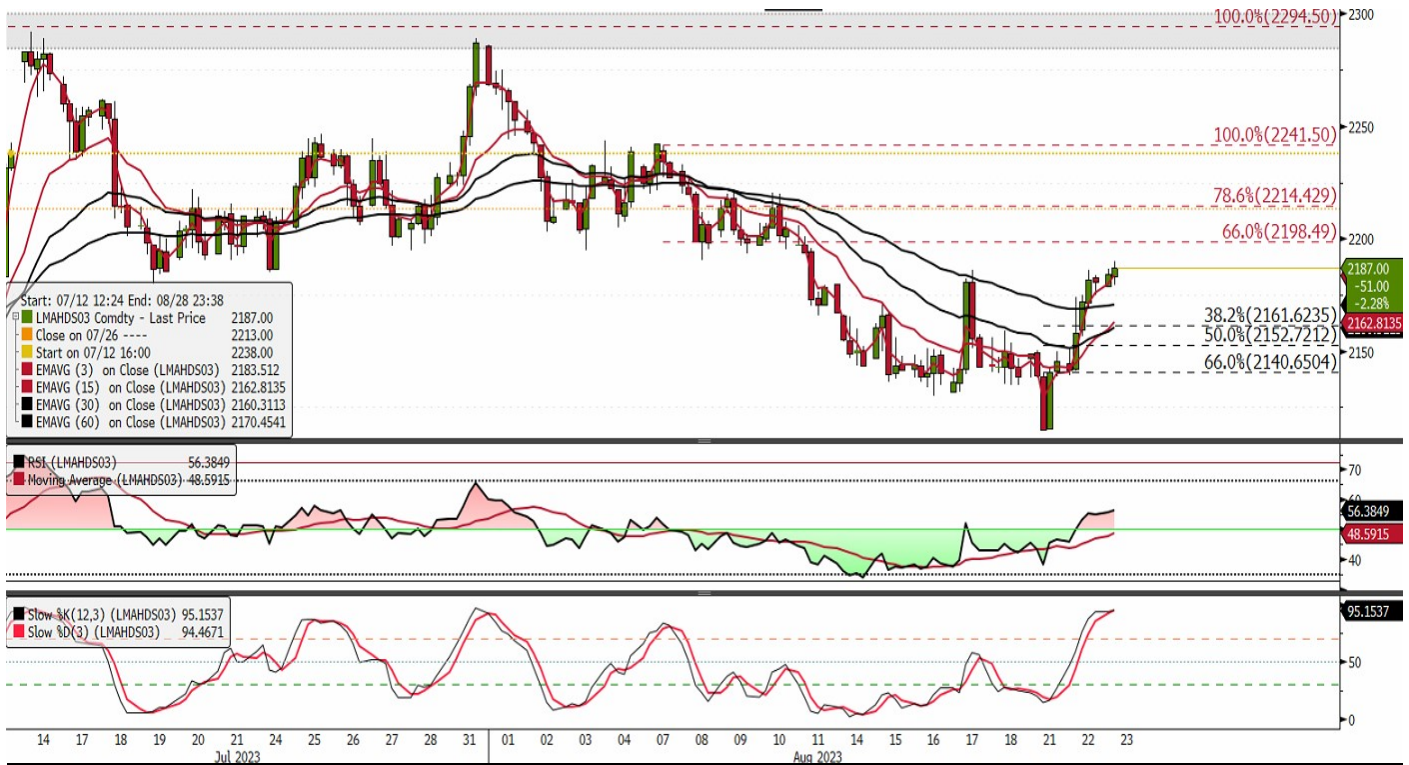 2300
100.0%(2294.50)
2250
100.0%(2241.50)
78.6%(2214.429)
2200
66.0%(2198.49)
2187.00
-51.00
-2.28%
2162.8135
38.2%(2161.6235)
50.0%(2152.7212)
2150
66.0%(2140.6504)
Start: 07/12 12:24 End: 08/28 23:38
LMAHDS03 Comdty - Last Price 2187.00
Close on 07/26 ---- 2213.00
Start on 07/12 16:00 2238.00
EMAVG (3) on Close (LMAHDS03) 2183.512
EMAVG (15) on Close (LMAHDS03) 2162.8135
EMAVG (30) on Close (LMAHDS03) 2160.3113
EMAVG (60) on Close (LMAHDS03) 2170.4541
RSI (LMAHDS03) 56.3849
Moving Average (LMAHDS03) 48.5915
70
60
56.3849
48.5915
40
Slow %K(12,3) (LMAHDS03) 95.1537
Slow %D(3) (LMAHDS03) 94.4671
95.1537
50
0
14 17 18 19 20 21 24 25 26 27 28 31 01 02 03 04 07 08 09 10 11 14 15 16 17 18 21 22 23
Jul 2023 Aug 2023